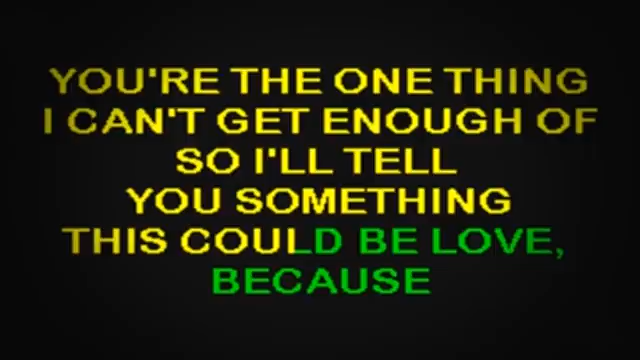 YOU'RE THE ONE THING
I CAN'T GET ENOUGH OF
SO I'LL TELL
YOU SOMETHING
THIS COULD BE LOVE,
BECAUSE